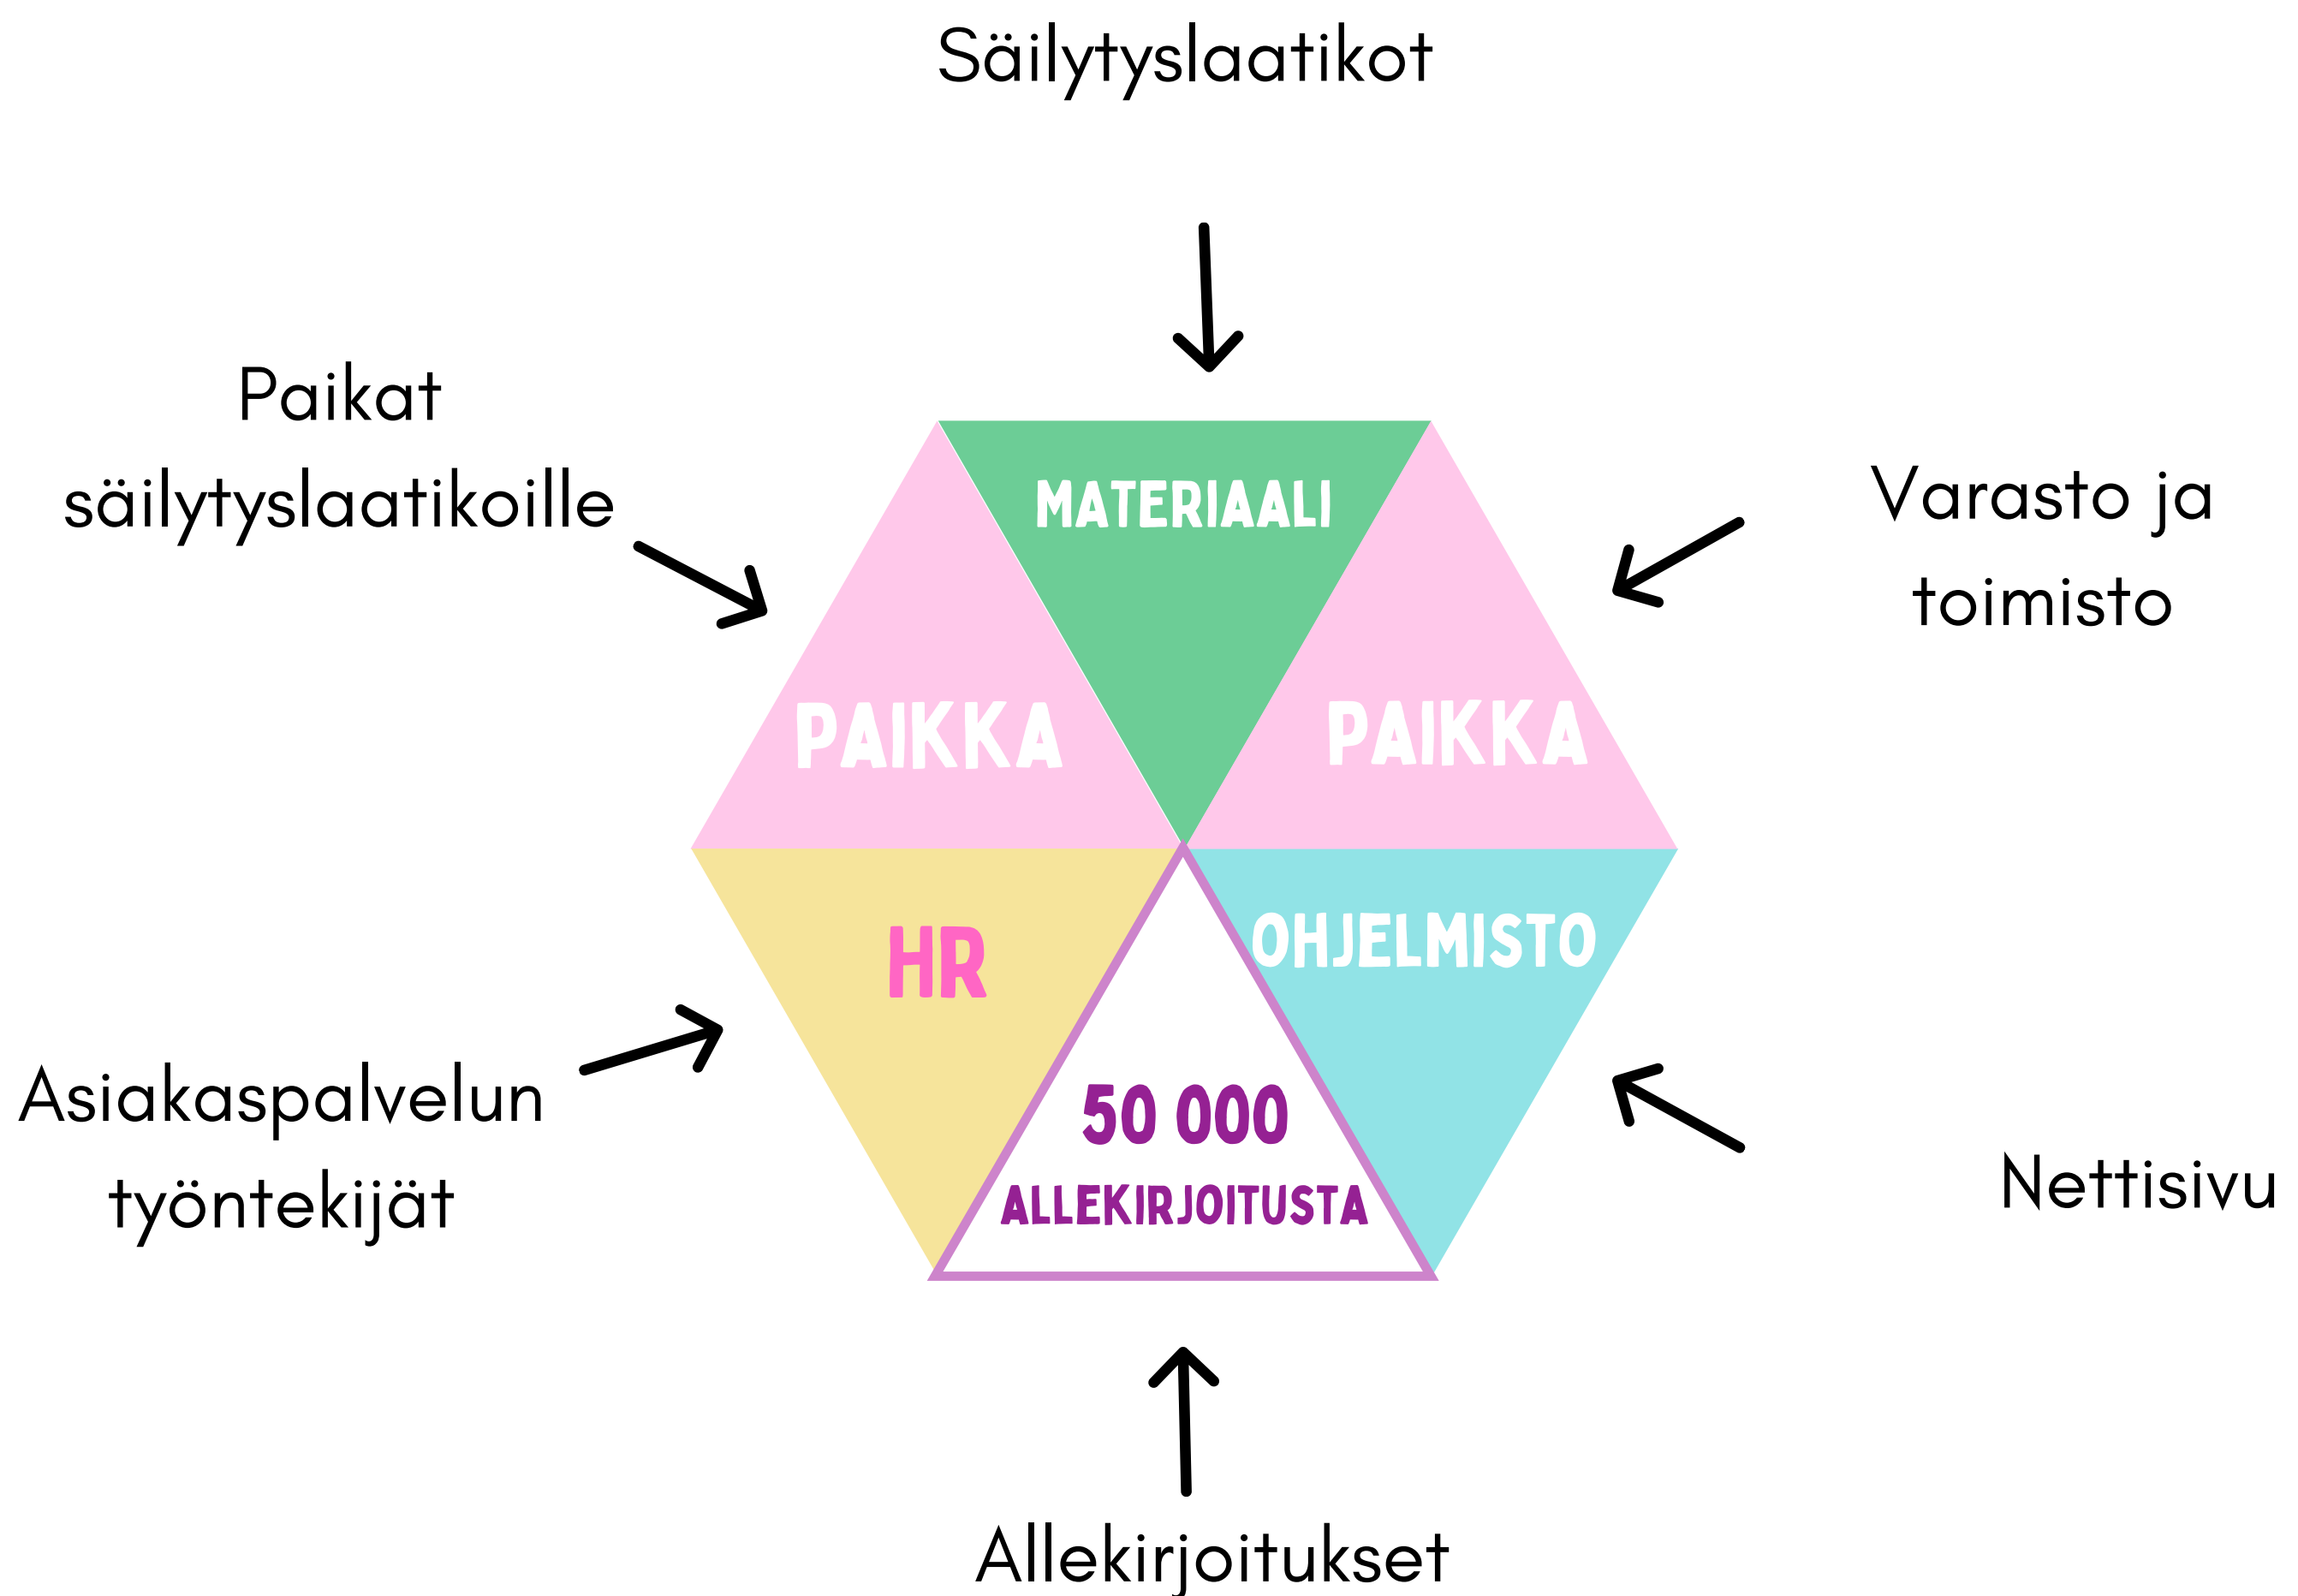 Säilytyslaatikot
Paikat
säilytyslaatikoille
Varasto ja
toimisto
MATERIAALI
PAIKKA
PAIKKA
HR
OHJELMISTO
Asiakaspalvelun
työntekijät
50 000
ALLEKIRJOITUSTA
Nettisivu
Allekirjoitukset